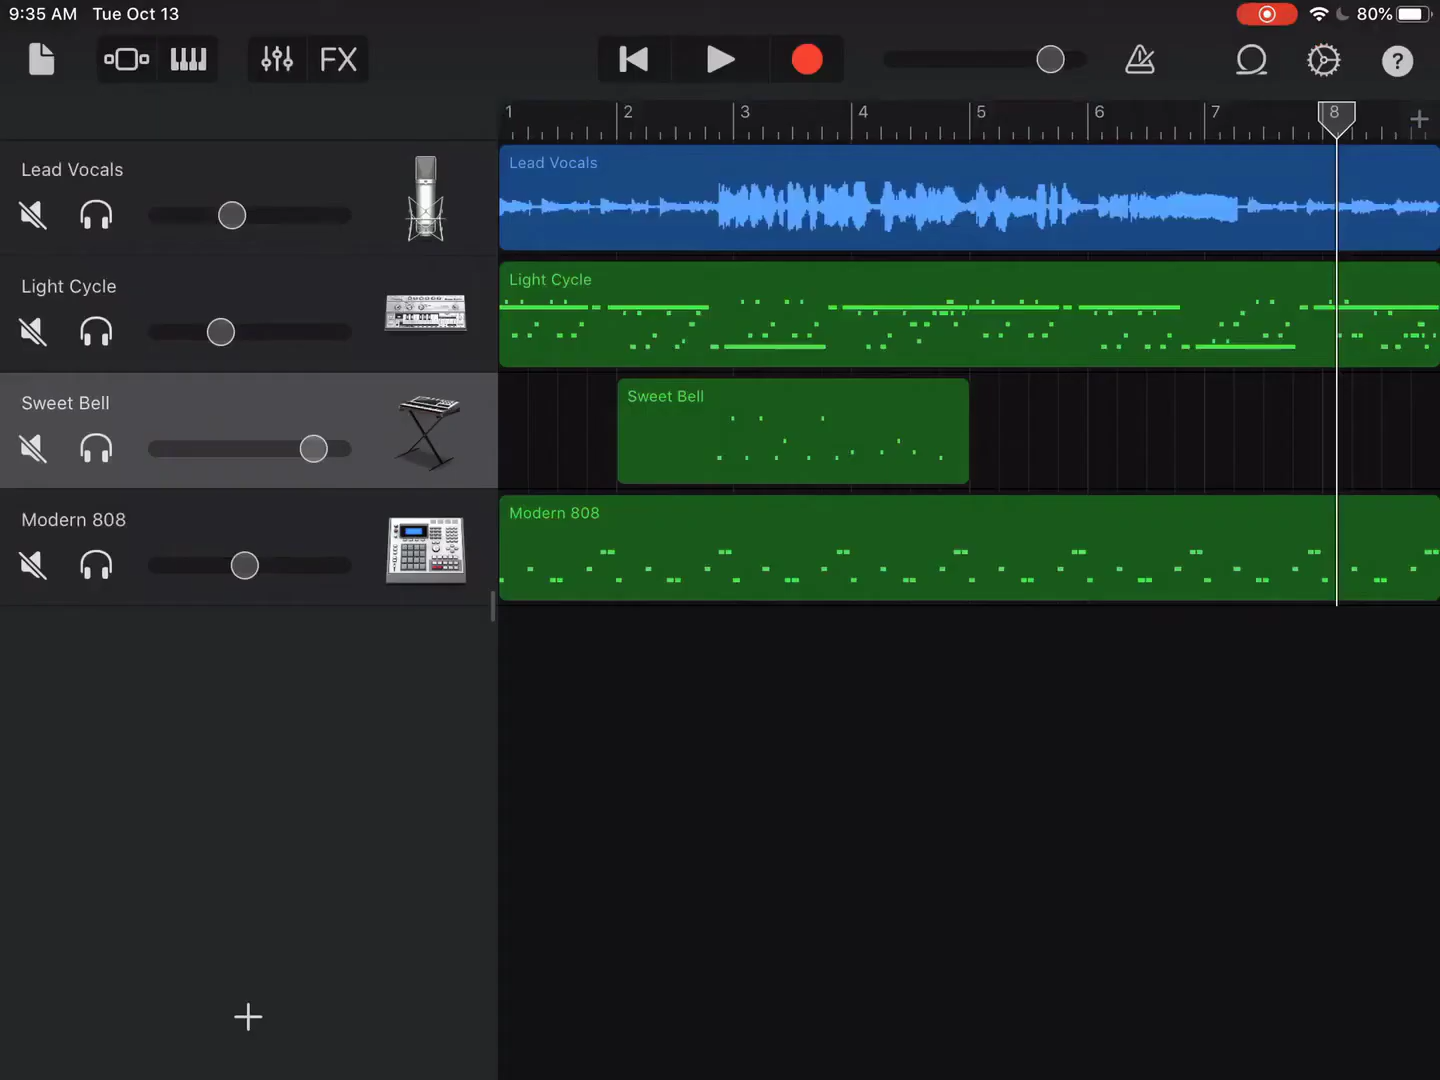 9:35 AM Tue Oct 13
80%
FX
?
1 2 3 4 5 6 7 8
Lead Vocals
Lead Vocals
Light Cycle
Light Cycle
Sweet Bell
Sweet Bell
Modern 808
Modern 808